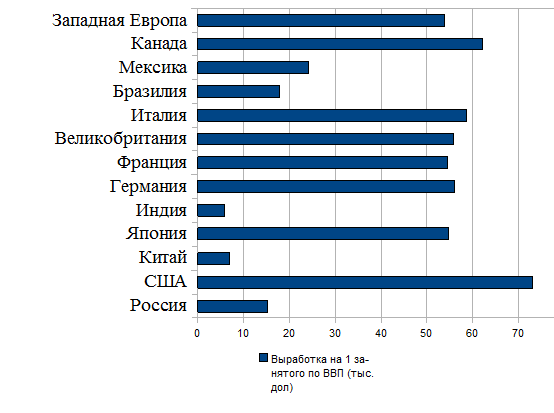 Западная Европа
Канада
Мексика
Бразилия
Италия
Великобритания
Франция
Германия
Индия
Япония
Китай
США
Россия
0 10 20 30 40 50 60 70
Выработка на 1 за-
нятого по ВВП (тыс.
дол)